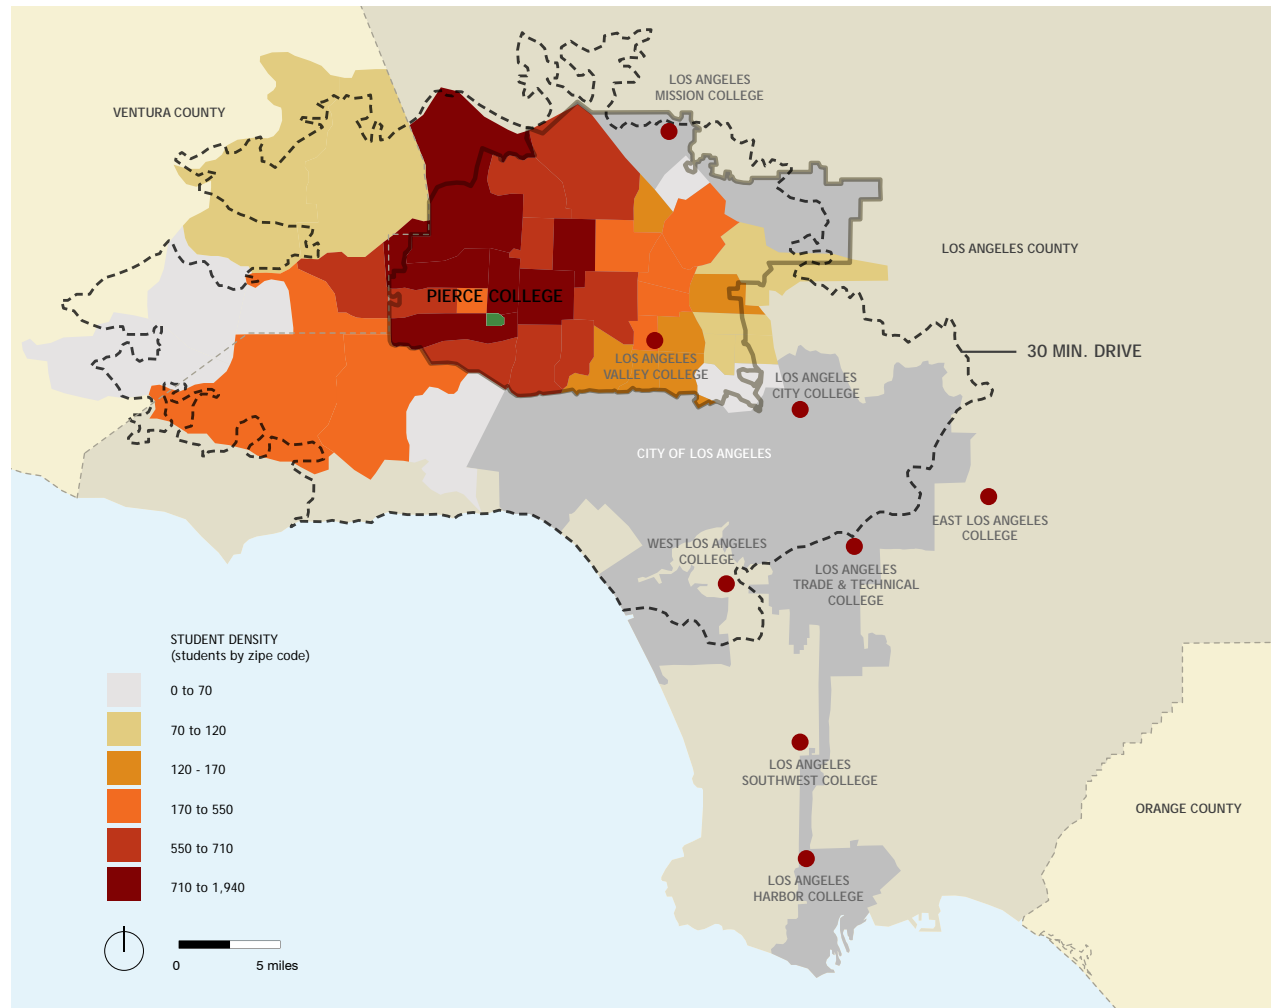 LOS ANGELES
MISSION COLLEGE
VENTURA COUNTY
LOS ANGELES COUNTY
PIERCE COLLEGE
30 MIN. DRIVE
LOS ANGELES
VALLEY COLLEGE
LOS ANGELES
CITY COLLEGE
CITY OF LOS ANGELES
EAST LOS ANGELES
COLLEGE
WEST LOS ANGELES
COLLEGE
LOS ANGELES
TRADE & TECHNICAL
COLLEGE
STUDENT DENSITY
(students by zipe code)
0 to 70
70 to 120
120 - 170
170 to 550
550 to 710
710 to 1,940
LOS ANGELES
SOUTHWEST COLLEGE
ORANGE COUNTY
LOS ANGELES
HARBOR COLLEGE
0 5 miles